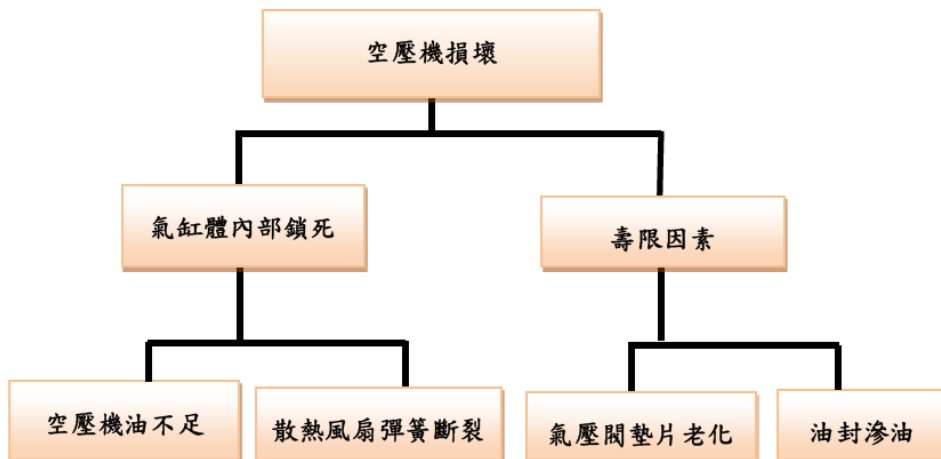 空壓機損壞
氣缸體內部鎖死
壽限因素
空壓機油不足
散熱風扇彈簧斷裂
氣壓閥墊片老化
油封滲油